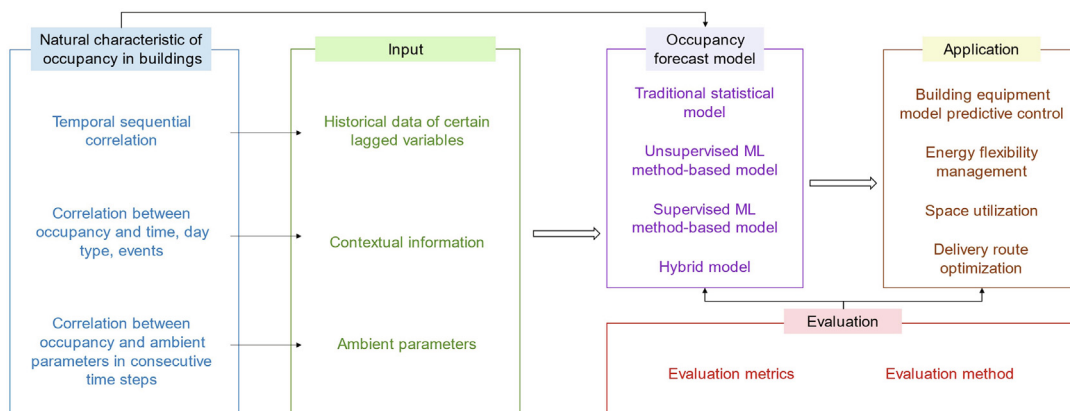 Natural characteristic of
occupancy in buildings
Temporal sequential
correlation
Correlation between
occupancy and time, day
type, events
Correlation between
occupancy and ambient
parameters in consecutive
time steps
Input
Historical data of certain
lagged variables
Contextual information
Ambient parameters
Occupancy
forecast model
Traditional statistical
model
Unsupervised ML
method-based model
Supervised ML
method-based model
Hybrid model
Application
Building equipment
model predictive control
Energy flexibility
management
Space utilization
Delivery route
optimization
Evaluation
Evaluation metrics
Evaluation method